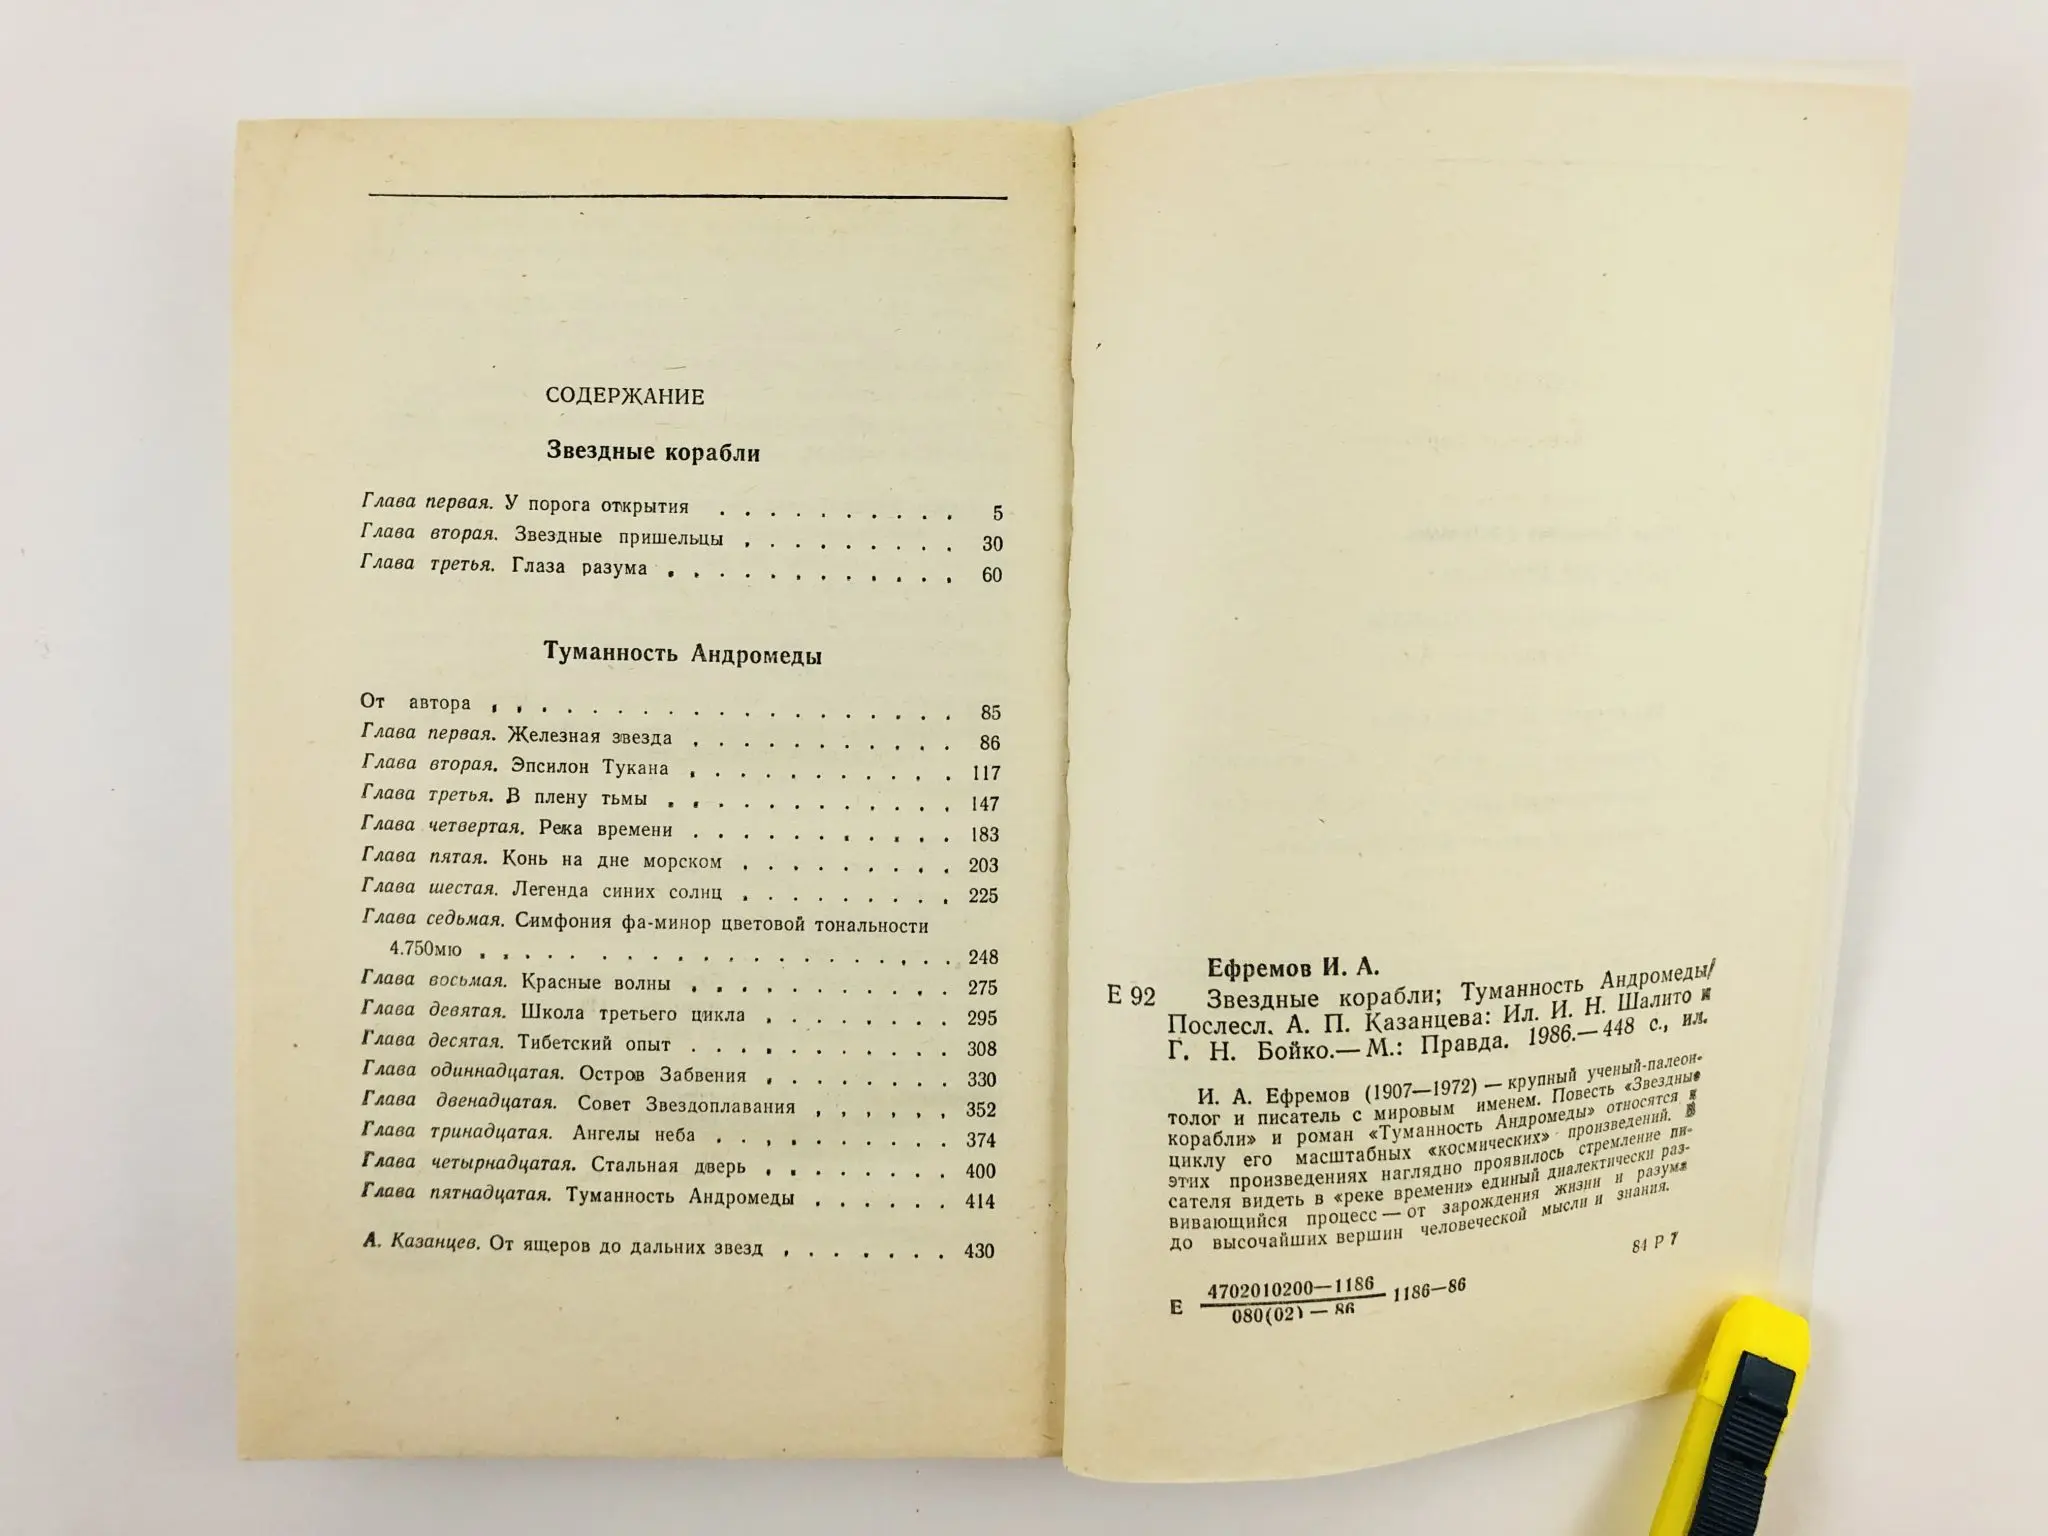 СОДЕРЖАНИЕ
Звездные корабли
Глава первая. У порога открытия . . . . . . . . . . 5
Глава вторая. Звездные пришельцы . . . . . . . . . 30
Глава третья. Глаза разума . . . . . . . . . . . . 60
Туманность Андромеды
От автора . . . . . . . . . . . . . . . . . . . 85
Глава первая. Железная звезда . . . . . . . . . . . 86
Глава вторая. Эпсилон Тукана . . . . . . . . . . . 117
Глава третья. В плену тьмы . . . . . . . . . . . . 147
Глава четвертая. Река времени . . . . . . . . . . . 183
Глава пятая. Конь на дне морском . . . . . . . . . 203
Глава шестая. Легенда синих солнц . . . . . . . . . 225
Глава седьмая. Симфония фа-минор цветовой тональности
4.750мю . . . . . . . . . . . . . . . . . . . 248
Глава восьмая. Красные волны . . . . . . . . . . . 275
Глава девятая. Школа третьего цикла . . . . . . . . 295
Глава десятая. Тибетский опыт . . . . . . . . . . . 308
Глава одиннадцатая. Остров Забвения . . . . . . . . 330
Глава двенадцатая. Совет Звездоплавания . . . . . . 352
Глава тринадцатая. Ангелы неба . . . . . . . . . . 374
Глава четырнадцатая. Стальная дверь . . . . . . . . 400
Глава пятнадцатая. Туманность Андромеды . . . . . . 414
А. Казанцев. От ящеров до дальних звезд . . . . . . . 430
Ефремов И. А.
Е 92 Звездные корабли; Туманность Андромеды/
Послесл. А. П. Казанцева: Ил. И. Н. Шалито и
Г. Н. Бойко.— М.: Правда. 1986.— 448 с., ил.
И. А. Ефремов (1907—1972) — крупный ученый-палеон-
толог и писатель с мировым именем. Повесть «Звездные
корабли» и роман «Туманность Андромеды» относятся к
циклу его масштабных «космических» произведений. В
этих произведениях наглядно проявилось стремление пи-
сателя видеть в «реке времени» единый диалектически раз-
вивающийся процесс — от зарождения жизни и разума
до высочайших вершин человеческой мысли и знания.
84 Р 7
Е 4702010200—1186 1186—86
080(02) — 86